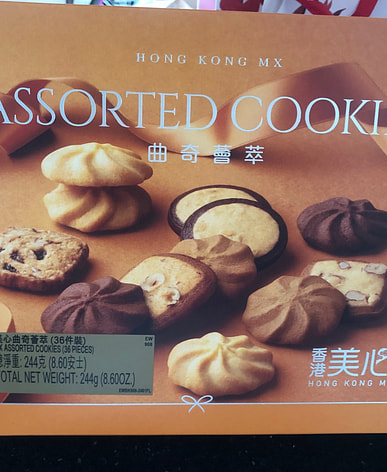 HONG KONG MX
ASSORTED COOKI
曲奇薈萃
心曲奇薈萃 (36件裝)
X ASSORTED COOKIES (36 PIECES)
淨重: 244克 (8.60安士)
TOTAL NET WEIGHT: 244g (8.60OZ.)
EW
988
香港 美心
HONG KONG M